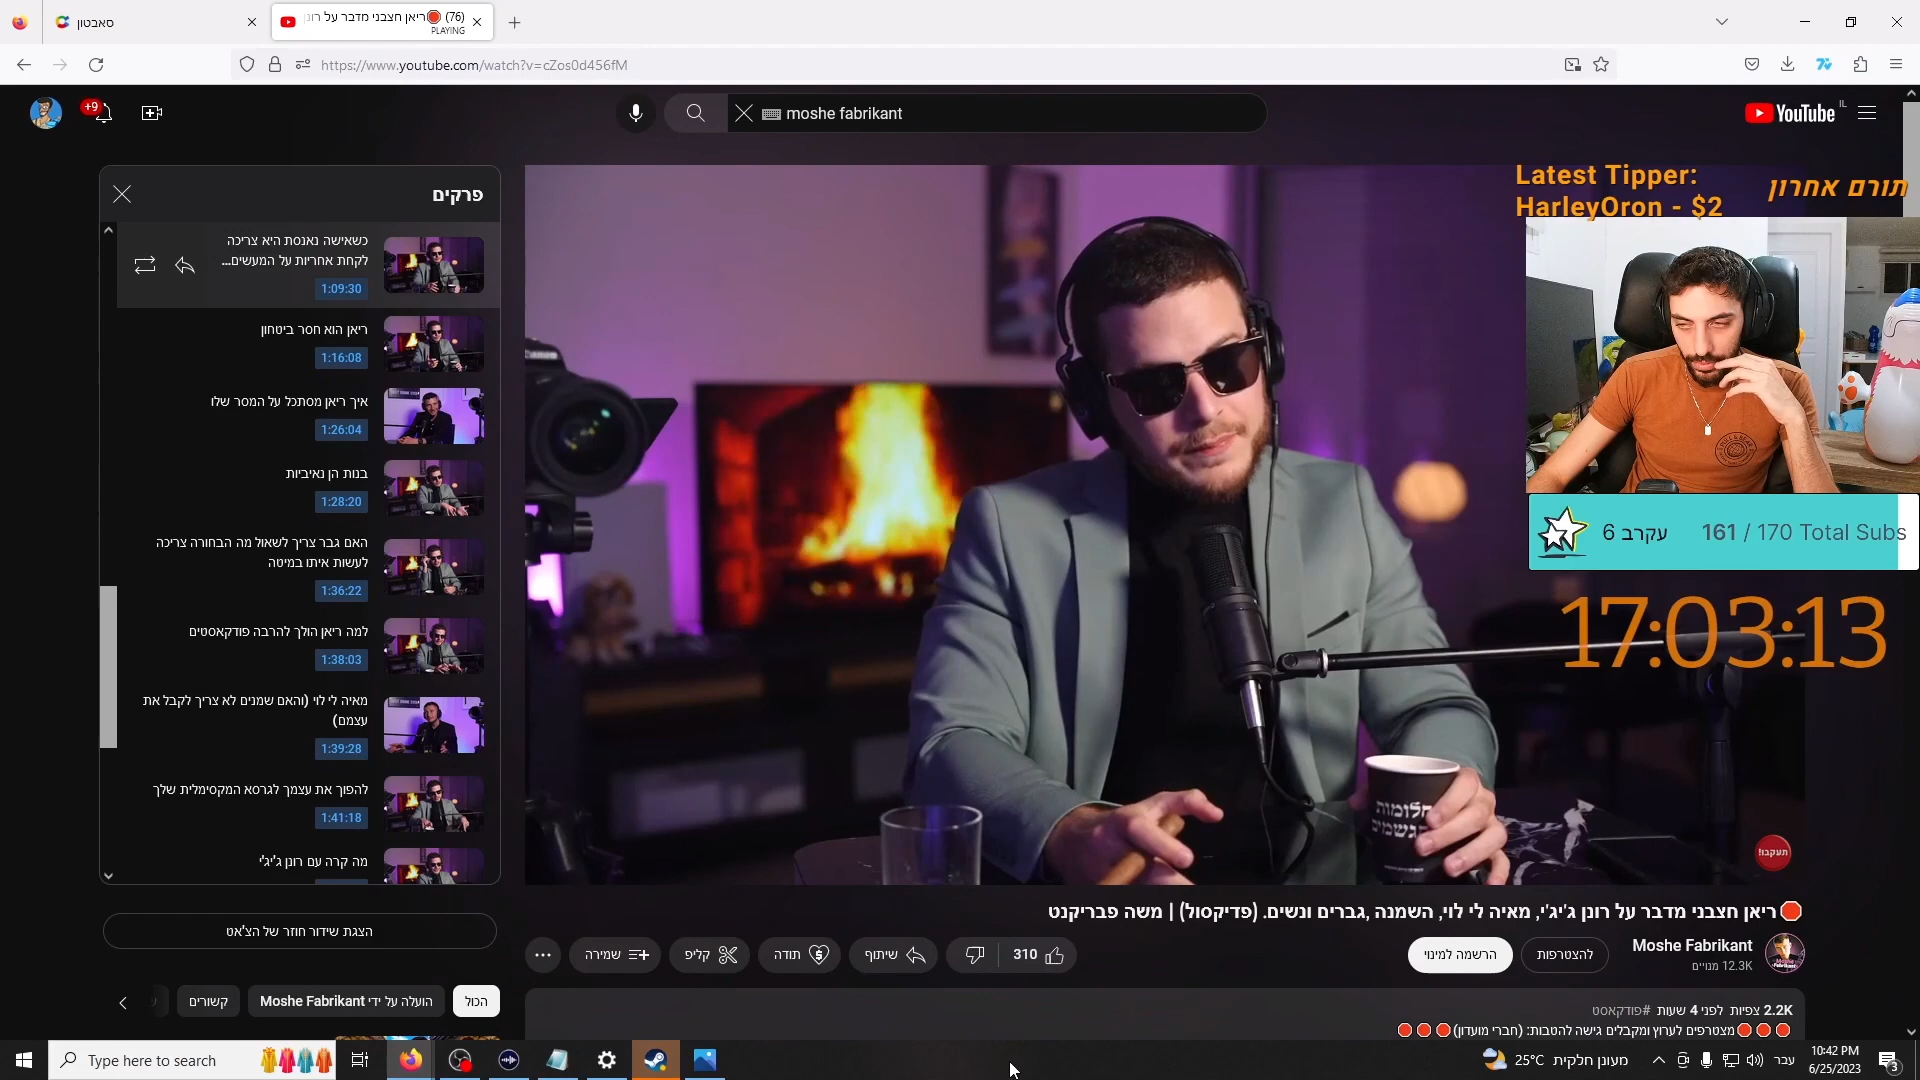 סאבטון
ריאן חצבני מדבר על רונן (76)
PLAYING
https://www.youtube.com/watch?v=cZos0d456fM
+9
moshe fabrikant
YouTube IL
פרקים
כשאישה נאנסת היא צריכה
לקחת אחריות על המעשים...
1:09:30
ריאן הוא חסר ביטחון
1:16:08
איך ריאן מסתכל על המסר שלו
1:26:04
בנות הן נאיביות
1:28:20
האם גבר צריך לשאול מה הבחורה צריכה
לעשות איתו במיטה
1:36:22
למה ריאן הולך להרבה פודקאסטים
1:38:03
מאיה לי לוי (והאם שמנים לא צריך לקבל את
עצמם)
1:39:28
להפוך את עצמך לגרסא המקסימלית שלך
1:41:18
מה קרה עם רונן ג'יג'י
הצגת שידור חוזר של הצ'אט
הכול
הועלה על ידי Moshe Fabrikant
קשורים
Latest Tipper:
HarleyOron - $2
תורם אחרון
עקרב 6
161 / 170 Total Subs
17:03:13
חלומות
מתגשמים
תעקבו!
ריאן חצבני מדבר על רונן ג'יג'י, מאיה לי לוי, השמנה ,גברים ונשים. (פדיקסול) | משה פבריקנט
Moshe Fabrikant
12.3K מנויים
להצטרפות
הרשמה למינוי
310
שיתוף
תודה
קליפ
שמירה
2.2K צפיות לפני 4 שעות #פודקאסט
מצטרפים לערוץ ומקבלים גישה להטבות: (חברי מועדון)
Type here to search
25°C מעונן חלקית
עבר
10:42 PM
6/25/2023
3